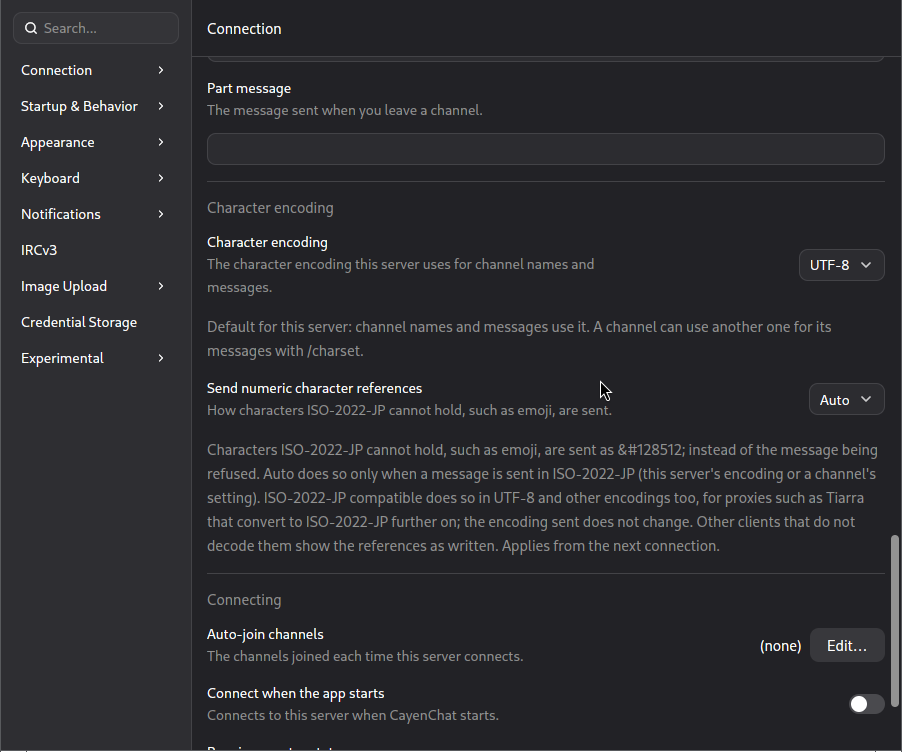 Search...
Connection
Connection
Startup & Behavior
Appearance
Keyboard
Notifications
IRCv3
Image Upload
Credential Storage
Experimental
Part message
The message sent when you leave a channel.
Character encoding
Character encoding
The character encoding this server uses for channel names and
messages.
UTF-8
Default for this server: channel names and messages use it. A channel can use another one for its
messages with /charset.
Send numeric character references
How characters ISO-2022-JP cannot hold, such as emoji, are sent.
Auto
Characters ISO-2022-JP cannot hold, such as emoji, are sent as &#128512; instead of the message being
refused. Auto does so only when a message is sent in ISO-2022-JP (this server's encoding or a channel's
setting). ISO-2022-JP compatible does so in UTF-8 and other encodings too, for proxies such as Tiarra
that convert to ISO-2022-JP further on; the encoding sent does not change. Other clients that do not
decode them show the references as written. Applies from the next connection.
Connecting
Auto-join channels
The channels joined each time this server connects.
(none)
Edit...
Connect when the app starts
Connects to this server when CayenChat starts.